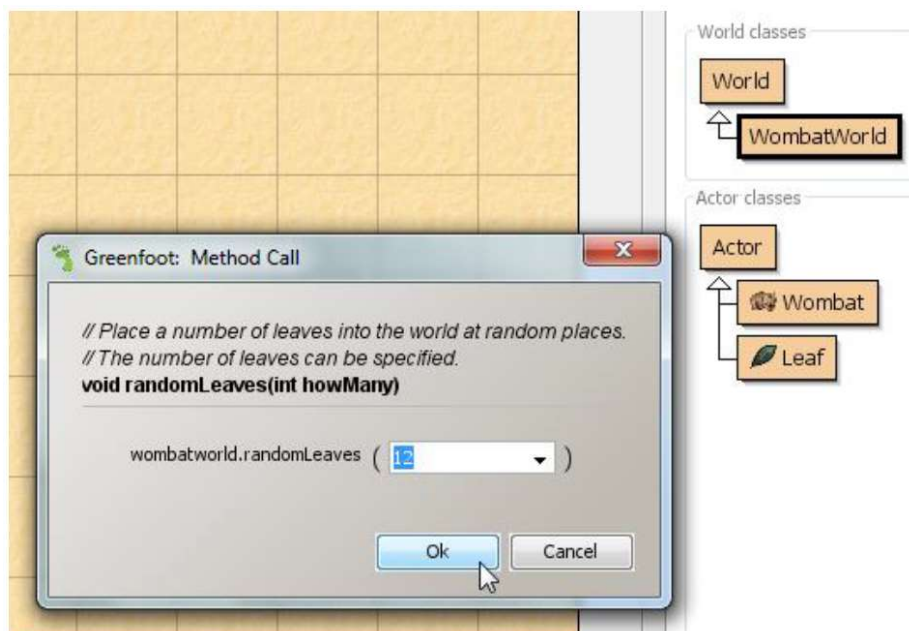 World classes
World
WombatWorld
Actor classes
Actor
Wombat
Leaf
Greenfoot: Method Call
// Place a number of leaves into the world at random places.
// The number of leaves can be specified.
void randomLeaves(int howMany)
wombatworld.randomLeaves ( 12 )
Ok
Cancel